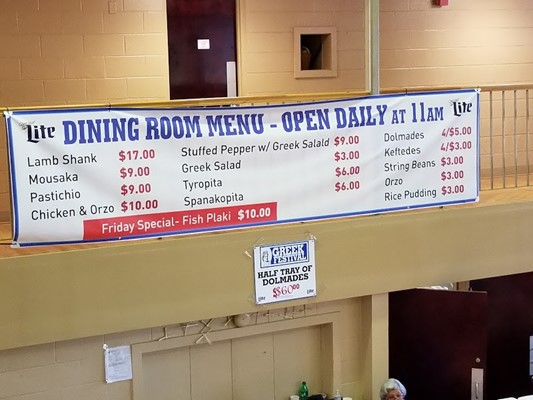 Lite DINING ROOM MENU - OPEN DAILY AT 11AM Lite
Lamb Shank $17.00
Mousaka $9.00
Pastichio $9.00
Chicken & Orzo $10.00
Stuffed Pepper w/ Greek Salald $9.00
Greek Salad $3.00
Tyropita $6.00
Spanakopita $6.00
Dolmades 4/$5.00
Keftedes 4/$3.00
String Beans $3.00
Orzo $3.00
Rice Pudding $3.00
Friday Special- Fish Plaki $10.00
GREEK
FESTIVAL
HALF TRAY OF
DOLMADES
$60.00